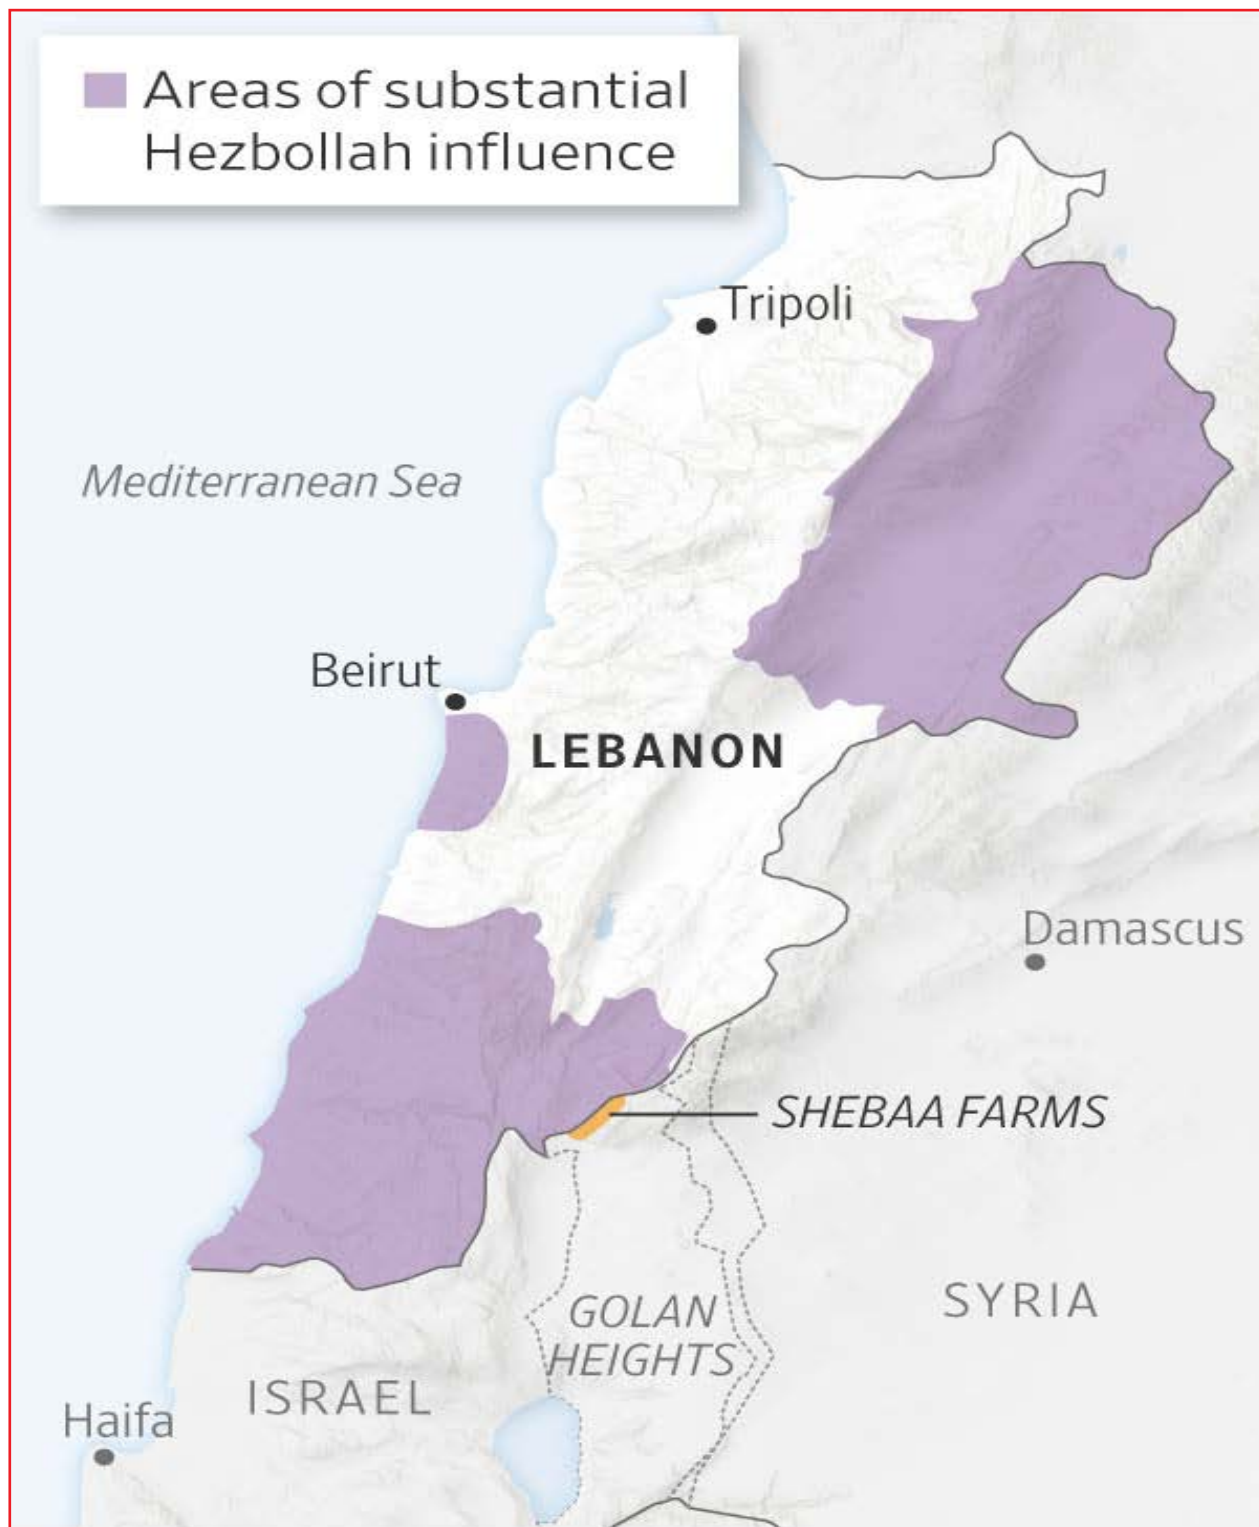 Areas of substantial
Hezbollah influence
Tripoli
Mediterranean Sea
Beirut
LEBANON
Damascus
SHEBAA FARMS
SYRIA
GOLAN
HEIGHTS
ISRAEL
Haifa